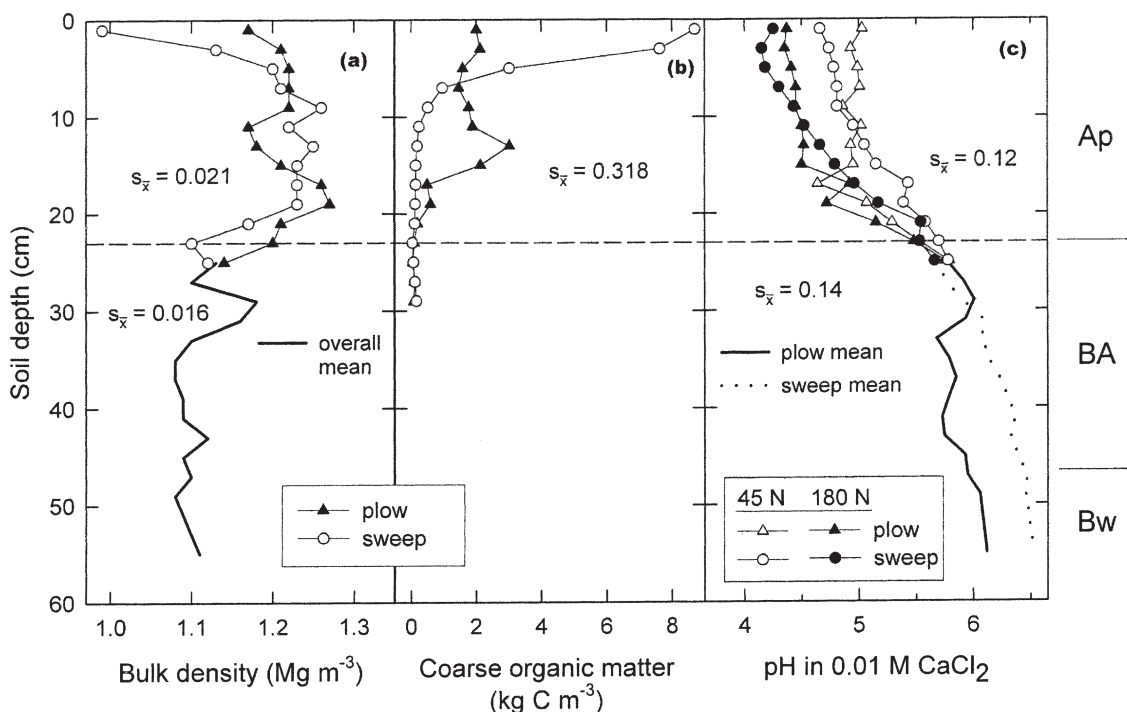 0
10
20
30
40
50
60
Soil depth (cm)
(a)
s_x̄ = 0.021
s_x̄ = 0.016
overall
mean
plow
sweep
1.0 1.1 1.2 1.3
Bulk density (Mg m⁻³)
(b)
s_x̄ = 0.318
0 2 4 6 8
Coarse organic matter
(kg C m⁻³)
(c)
s_x̄ = 0.12
s_x̄ = 0.14
plow mean
sweep mean
45 N 180 N
plow
sweep
4 5 6
pH in 0.01 M CaCl₂
Ap
BA
Bw